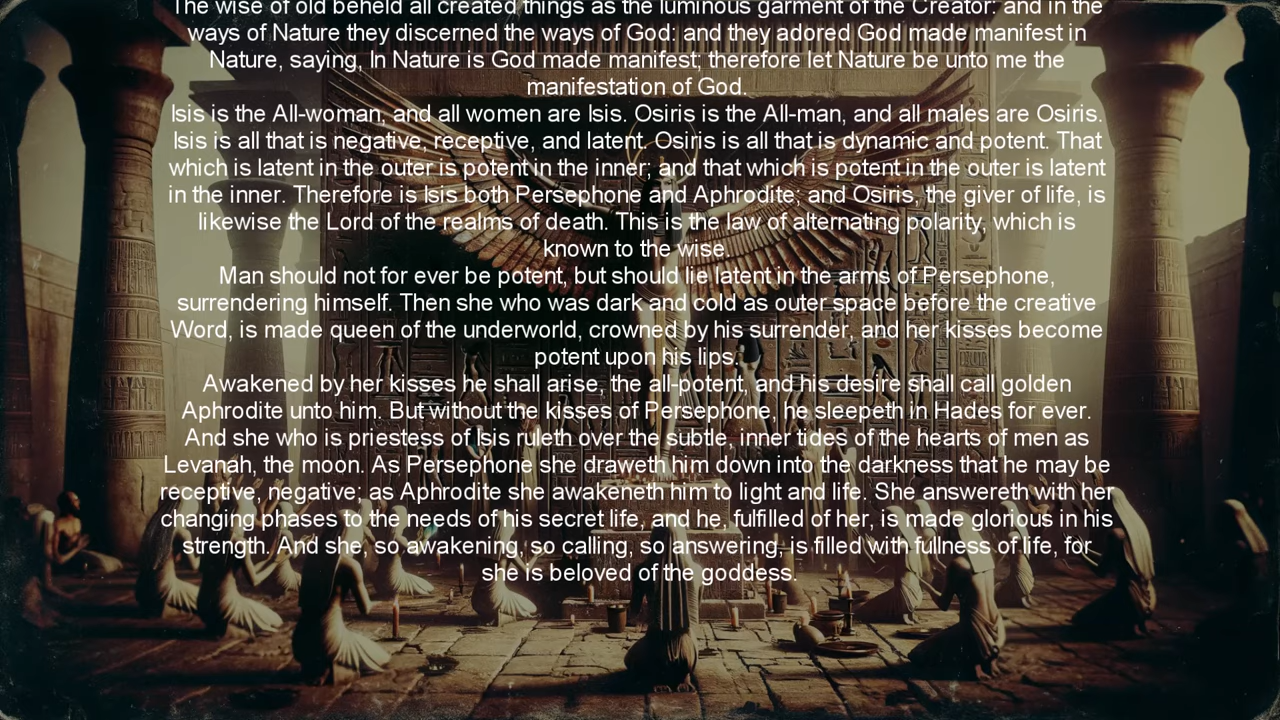 The wise of old beheld all created things as the luminous garment of the Creator: and in the
ways of Nature they discerned the ways of God: and they adored God made manifest in
Nature, saying, In Nature is God made manifest; therefore let Nature be unto me the
manifestation of God.
Isis is the All-woman, and all women are Isis. Osiris is the All-man, and all males are Osiris.
Isis is all that is negative, receptive, and latent. Osiris is all that is dynamic and potent. That
which is latent in the outer is potent in the inner; and that which is potent in the outer is latent
in the inner. Therefore is Isis both Persephone and Aphrodite; and Osiris, the giver of life, is
likewise the Lord of the realms of death. This is the law of alternating polarity, which is
known to the wise.
Man should not for ever be potent, but should lie latent in the arms of Persephone,
surrendering himself. Then she who was dark and cold as outer space before the creative
Word, is made queen of the underworld, crowned by his surrender, and her kisses become
potent upon his lips.
Awakened by her kisses he shall arise, the all-potent, and his desire shall call golden
Aphrodite unto him. But without the kisses of Persephone, he sleepeth in Hades for ever.
And she who is priestess of Isis ruleth over the subtle, inner tides of the hearts of men as
Levanah, the moon. As Persephone she draweth him down into the darkness that he may be
receptive, negative; as Aphrodite she awakeneth him to light and life. She answereth with her
changing phases to the needs of his secret life, and he, fulfilled of her, is made glorious in his
strength. And she, so awakening, so calling, so answering, is filled with fullness of life, for
she is beloved of the goddess.